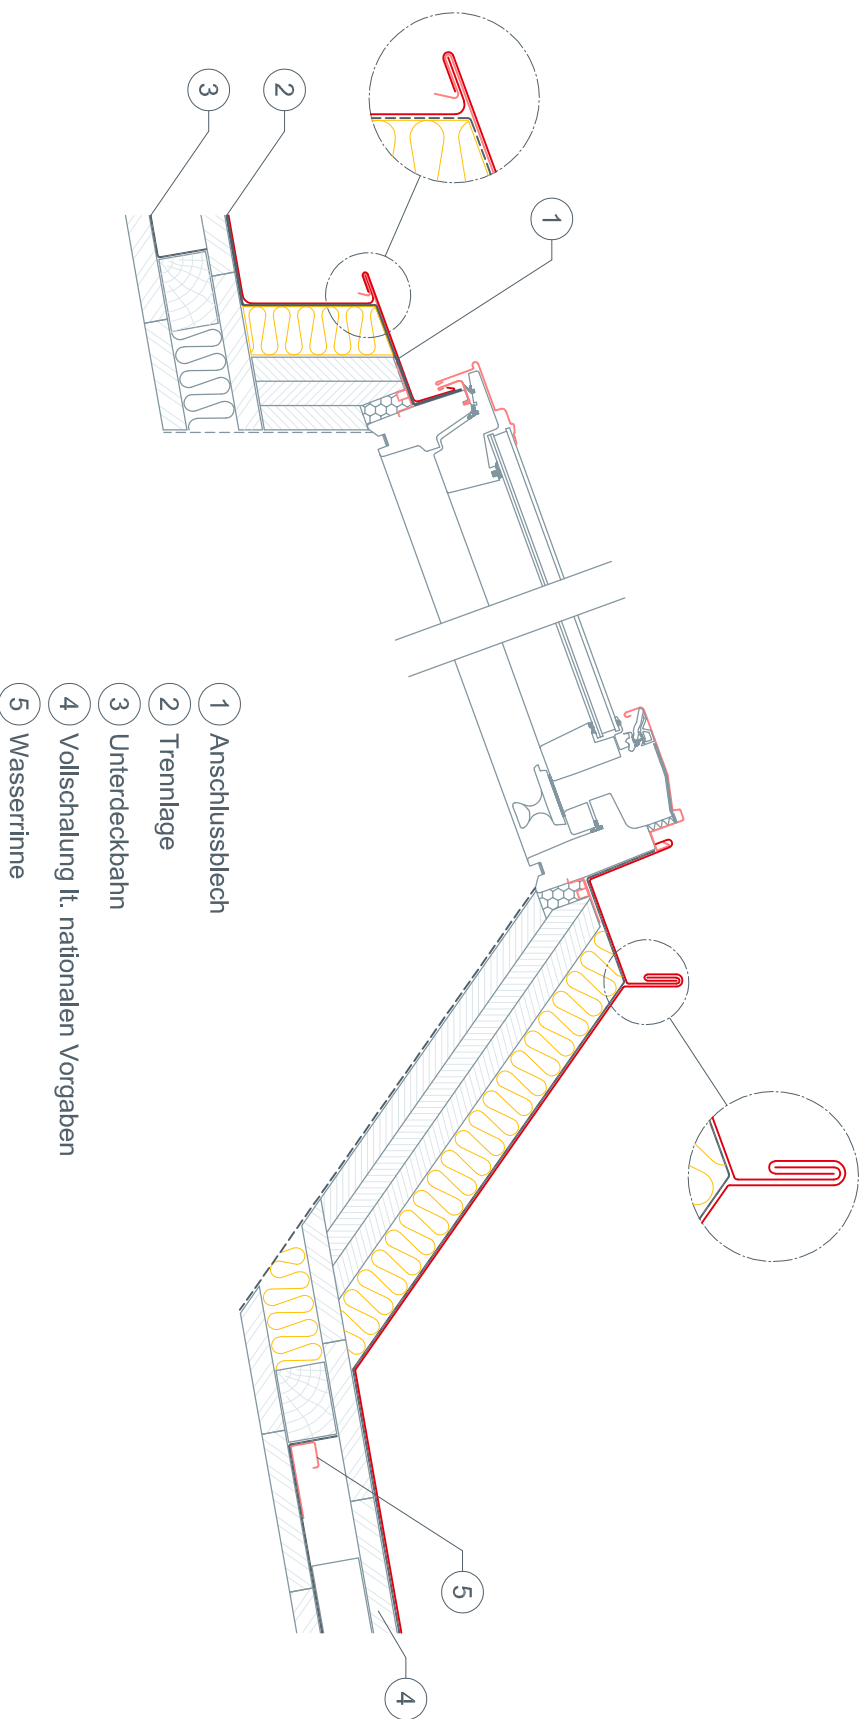 3
2
1
5
4
1 Anschlussblech
2 Trennlage
3 Unterdeckbahn
4 Vollschalung lt. nationalen Vorgaben
5 Wasserrinne